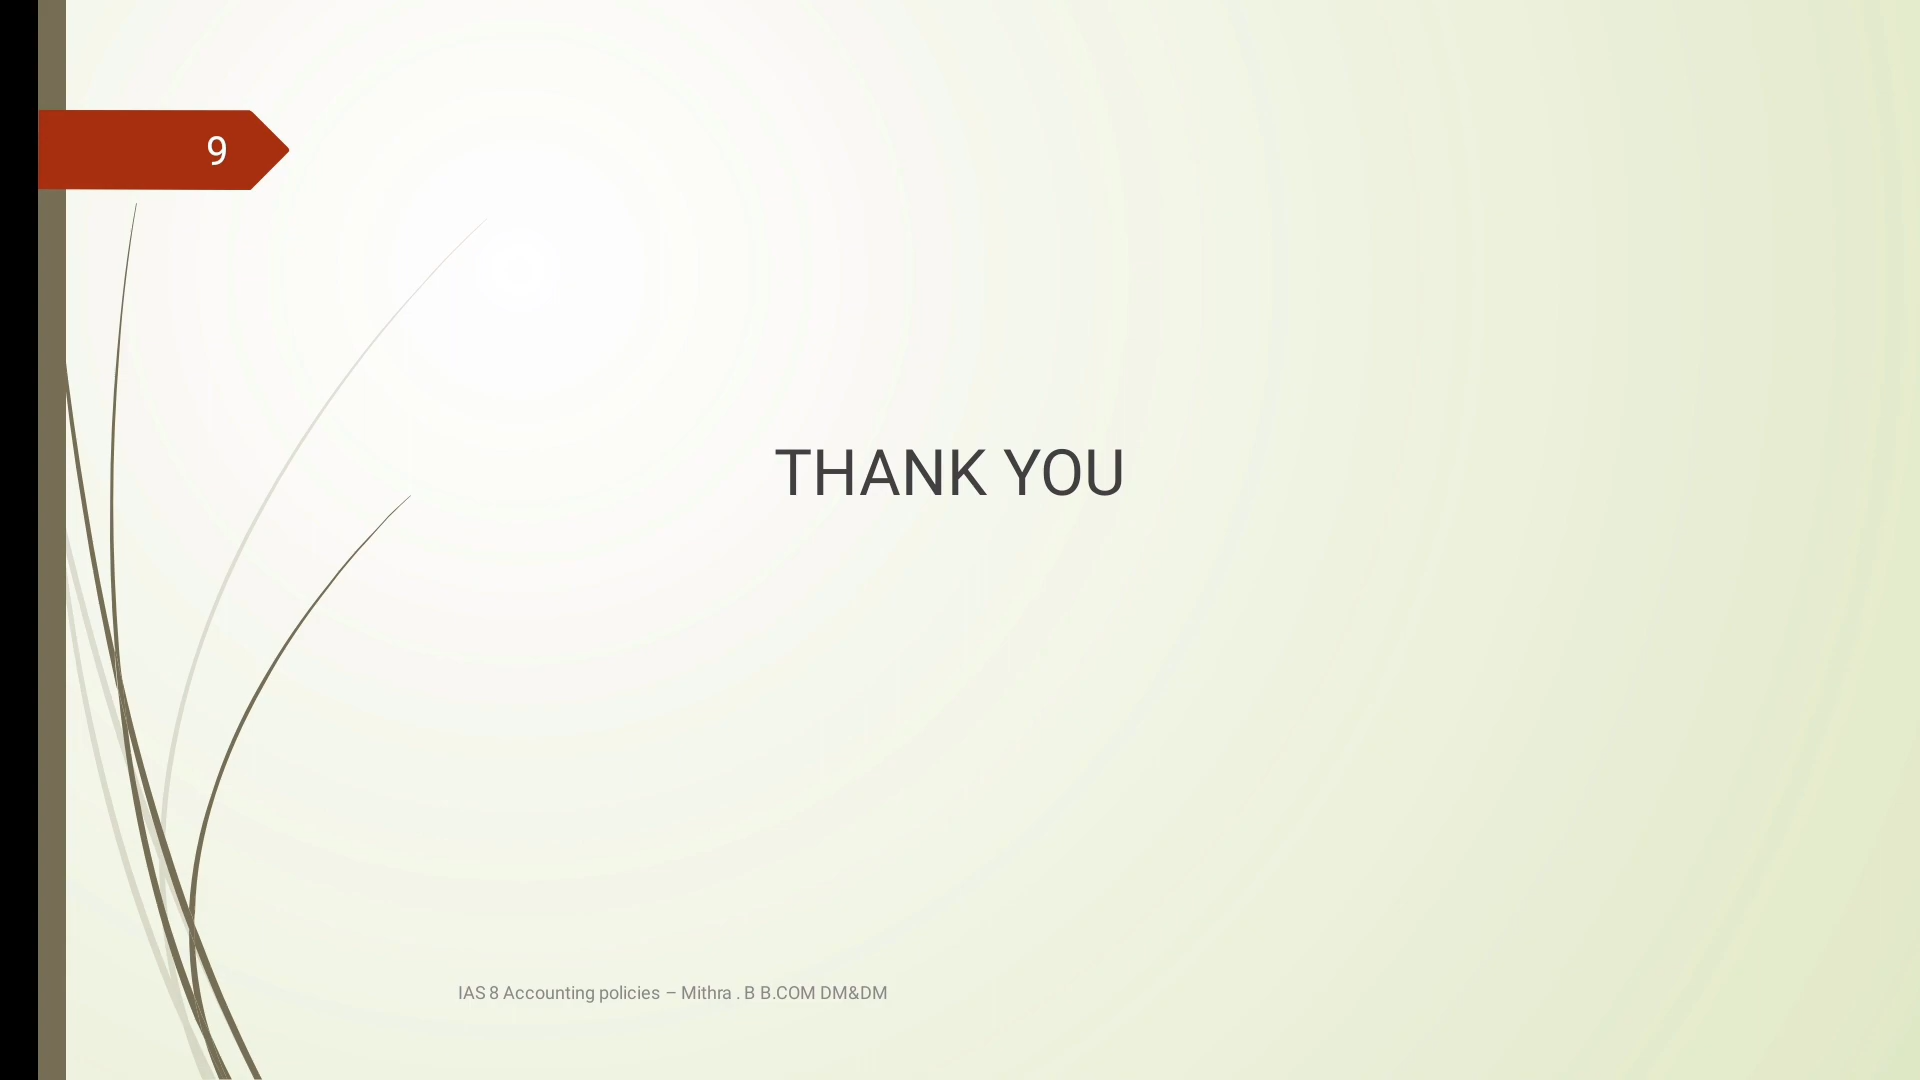 9
THANK YOU
IAS 8 Accounting policies – Mithra . B B.COM DM&DM